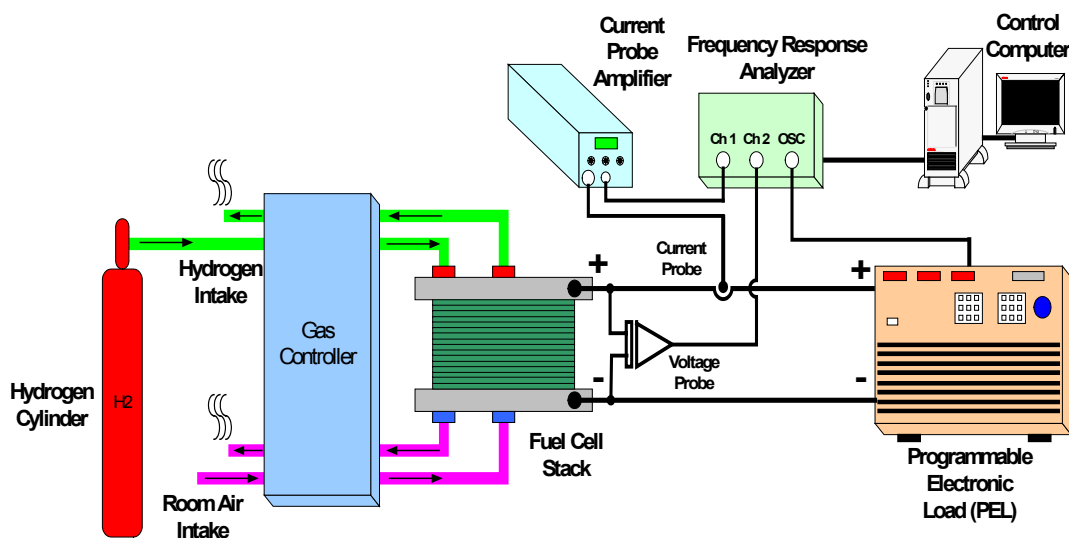 Current
Probe
Amplifier
Frequency Response
Analyzer
Control
Computer
Ch 1 Ch 2 OSC
Hydrogen
Intake
Current
Probe
+
+
Gas
Controller
Hydrogen
Cylinder
H2
Voltage
Probe
-
-
Fuel Cell
Stack
Room Air
Intake
Programmable
Electronic
Load (PEL)